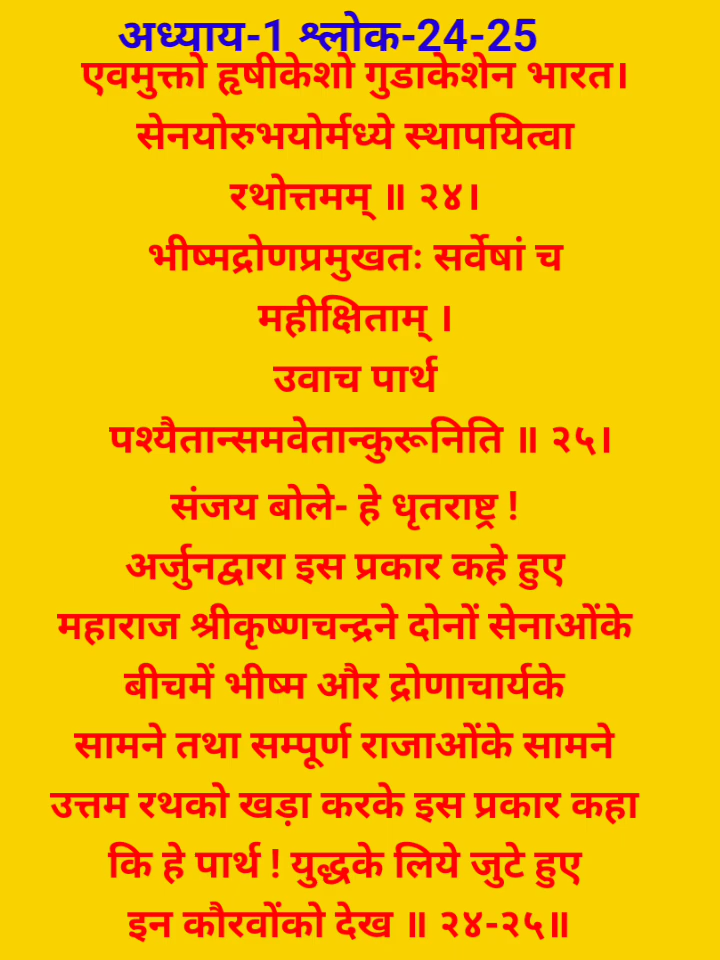 अध्याय-1 श्लोक-24-25
एवमुक्तो हृषीकेशो गुडाकेशेन भारत।
सेनयोरुभयोर्मध्ये स्थापयित्वा
रथोत्तमम् ॥ २४।
भीष्मद्रोणप्रमुखतः सर्वेषां च
महीक्षिताम् ।
उवाच पार्थ
पश्यैतान्समवेतान्कुरूनिति ॥ २५।
संजय बोले- हे धृतराष्ट्र !
अर्जुनद्वारा इस प्रकार कहे हुए
महाराज श्रीकृष्णचन्द्रने दोनों सेनाओंके
बीचमें भीष्म और द्रोणाचार्यके
सामने तथा सम्पूर्ण राजाओंके सामने
उत्तम रथको खड़ा करके इस प्रकार कहा
कि हे पार्थ ! युद्धके लिये जुटे हुए
इन कौरवोंको देख ॥ २४-२५॥